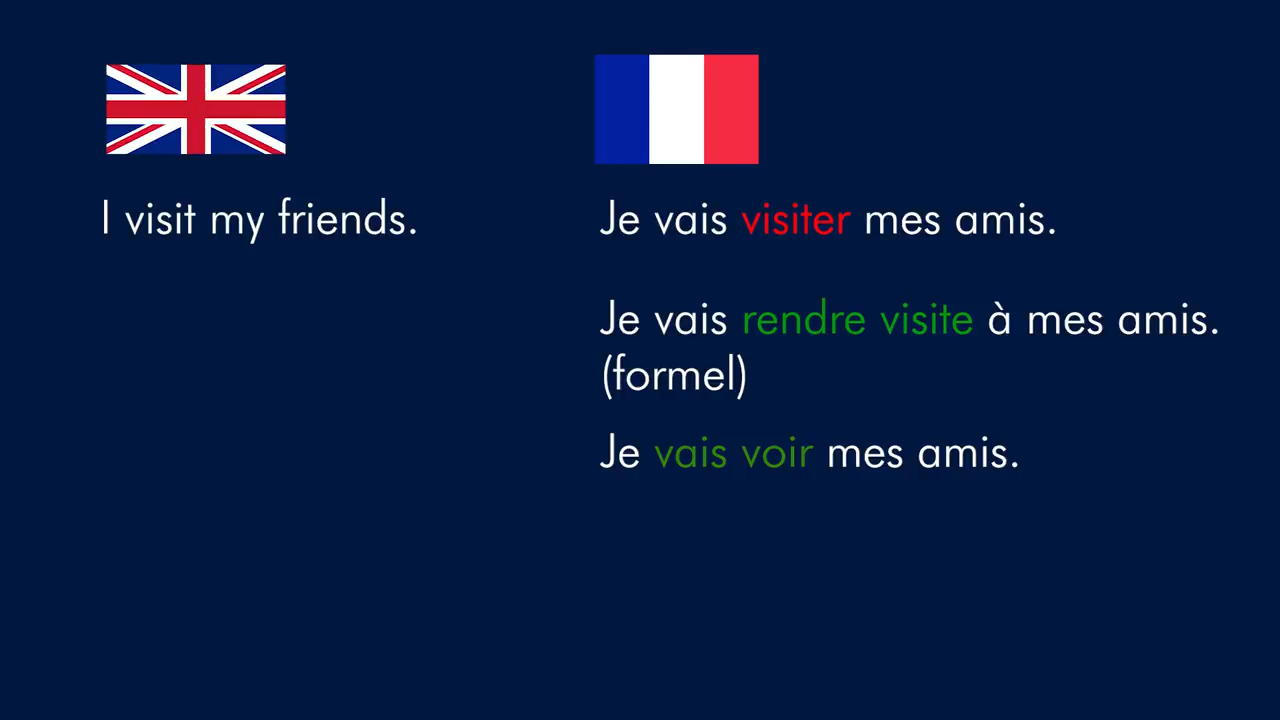 I visit my friends.
Je vais visiter mes amis.
Je vais rendre visite à mes amis.
(formel)
Je vais voir mes amis.